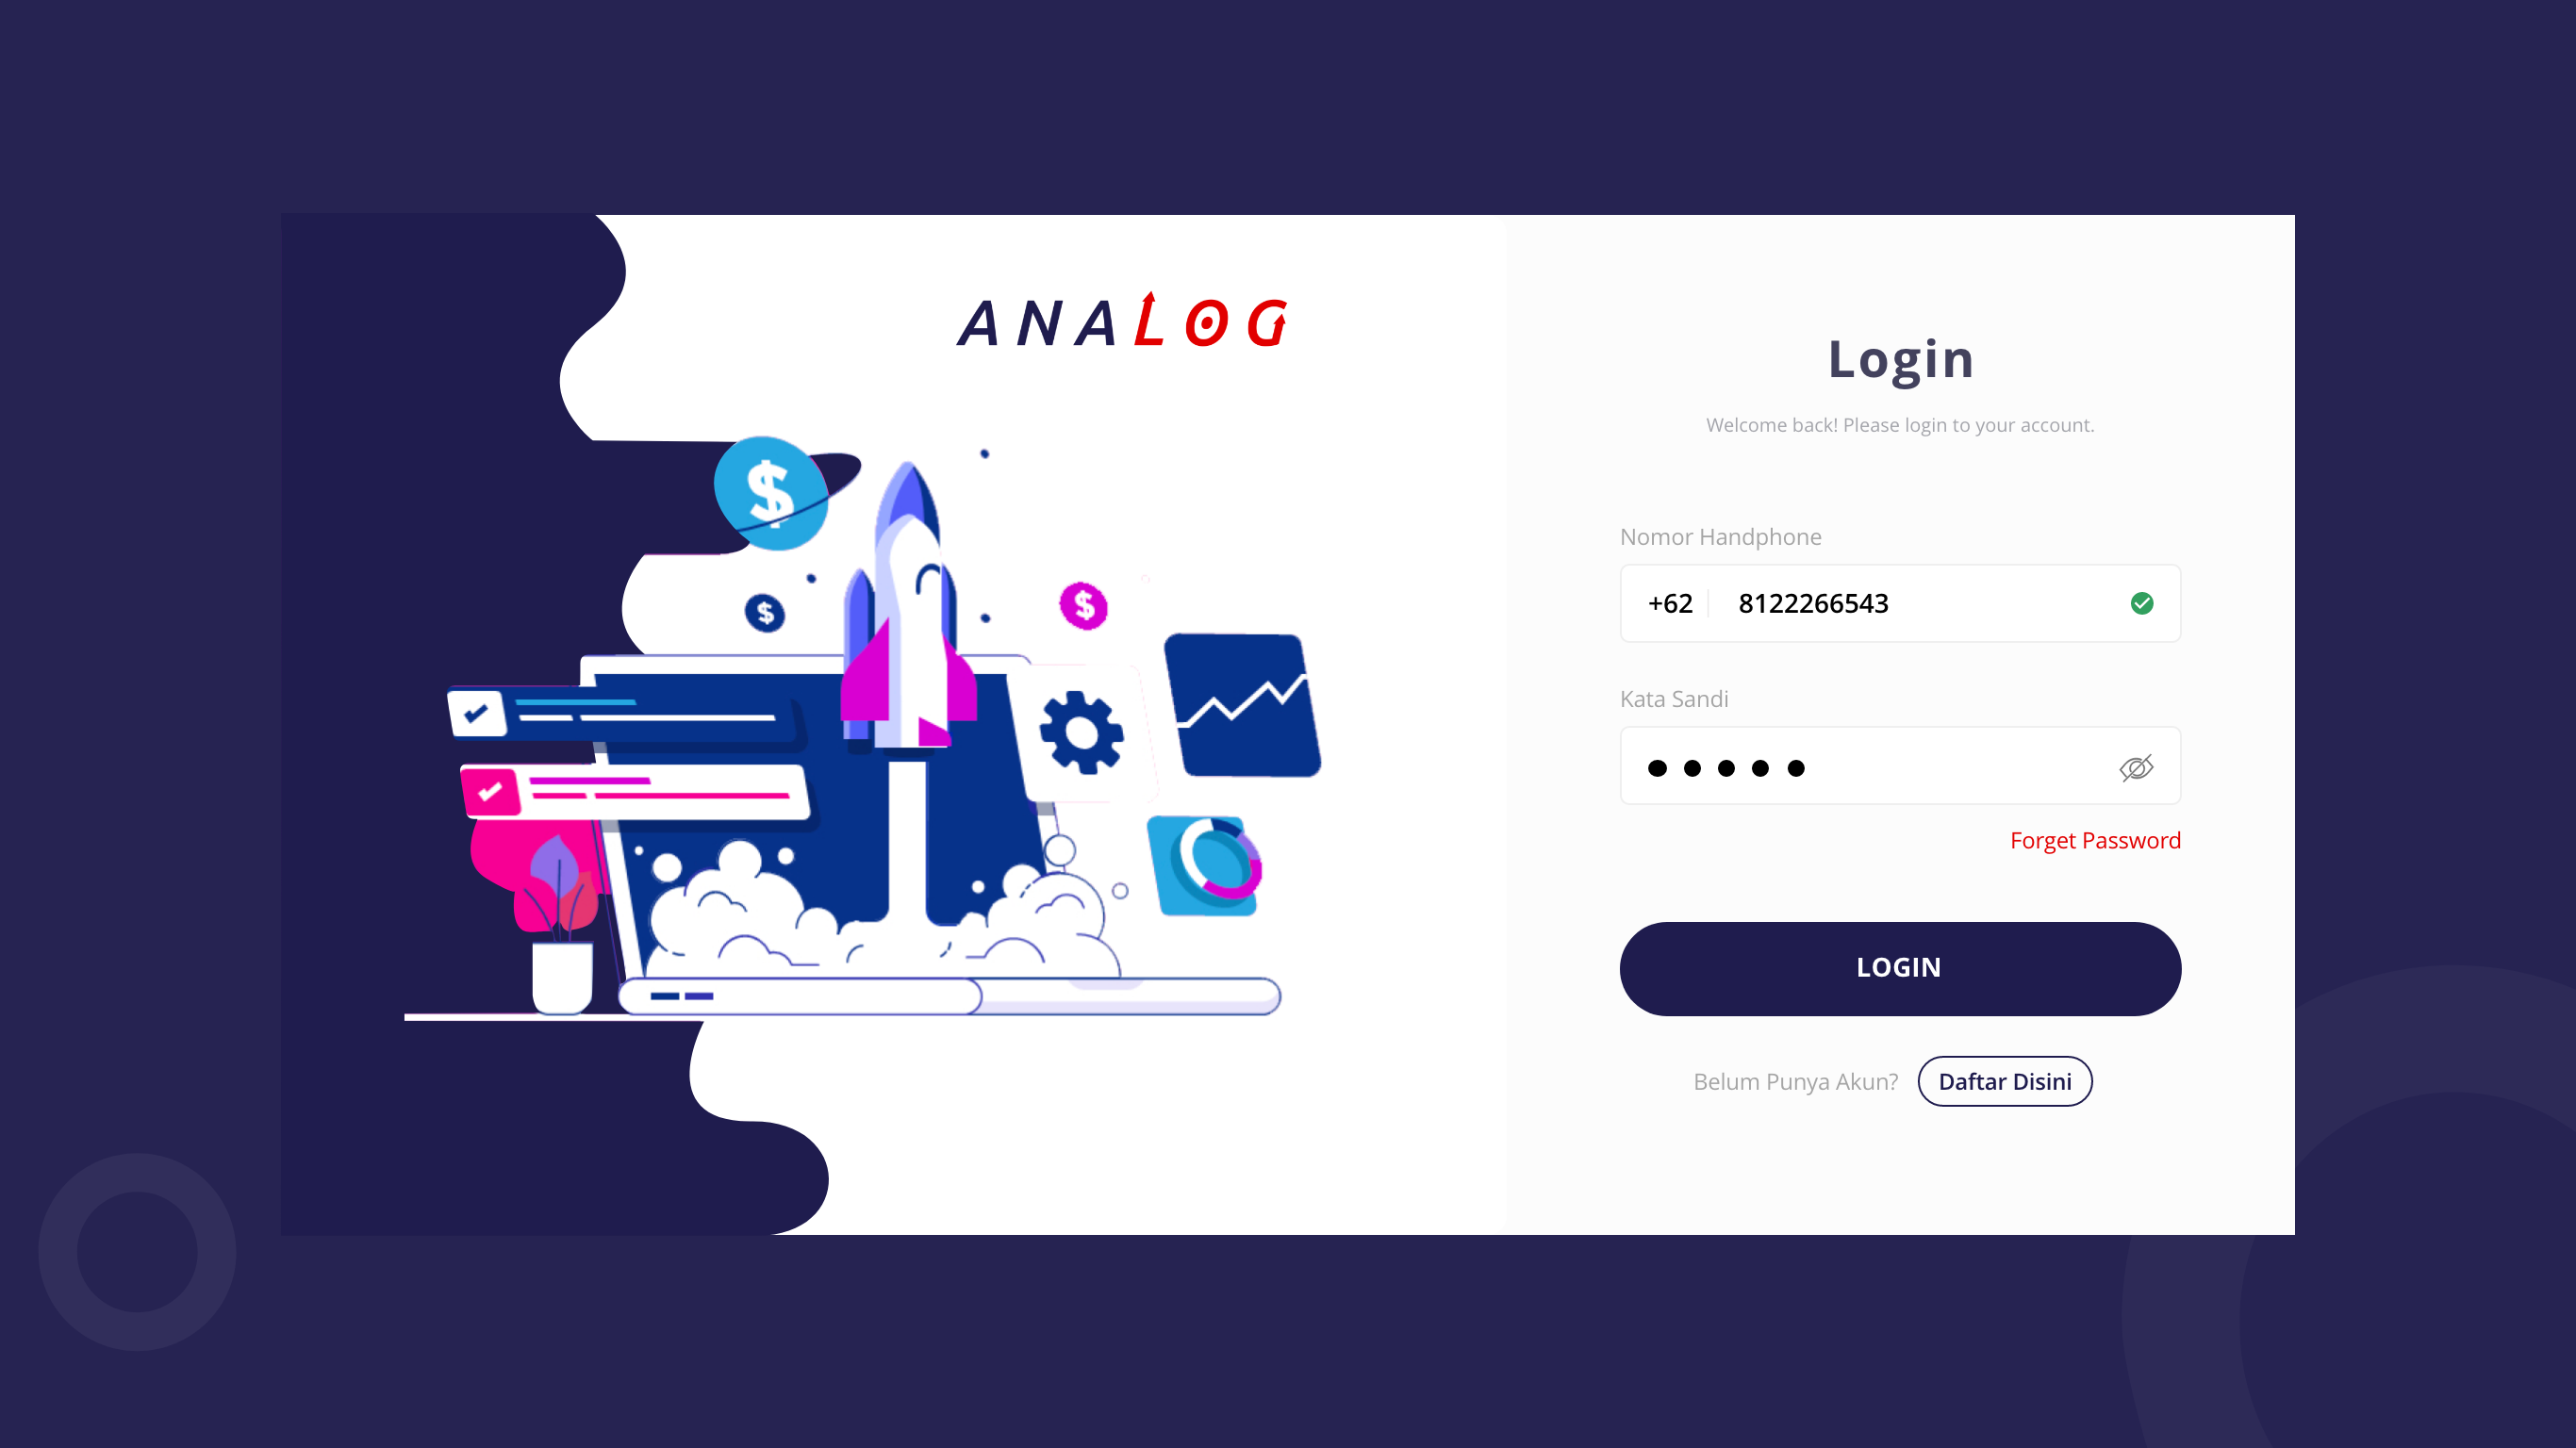 ANALOG
Login
Welcome back! Please login to your account.
Nomor Handphone
+62 8122266543
Kata Sandi
Forget Password
LOGIN
Belum Punya Akun? Daftar Disini
$
$
$